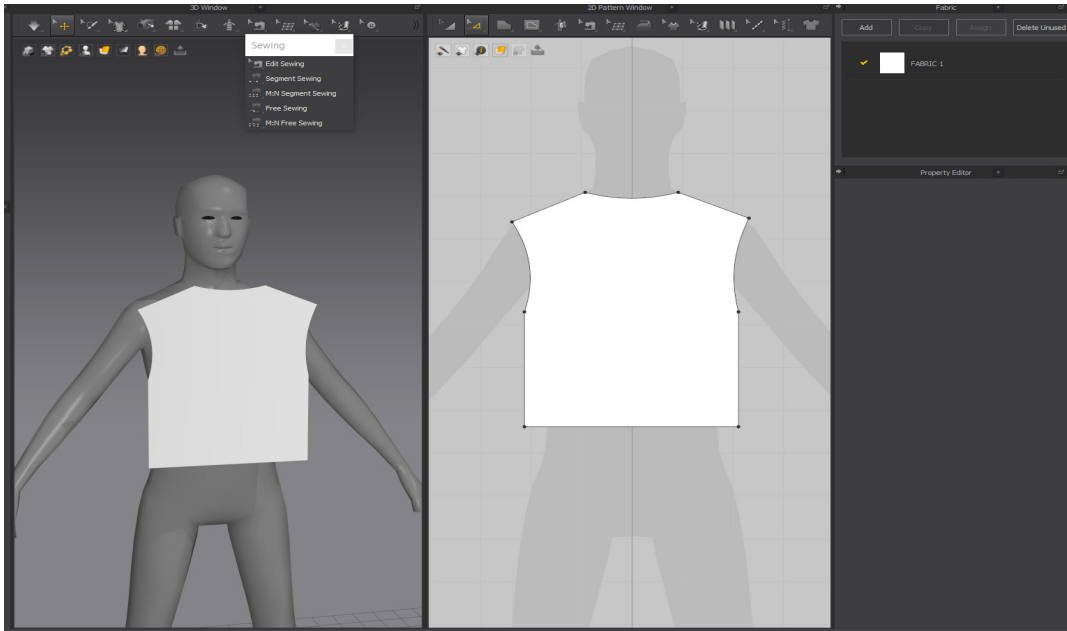 3D Window
2D Pattern Window
Fabric
Sewing
Edit Sewing
Segment Sewing
M:N Segment Sewing
Free Sewing
M:N Free Sewing
Add
Copy
Assign
Delete Unused
FABRIC 1
Property Editor